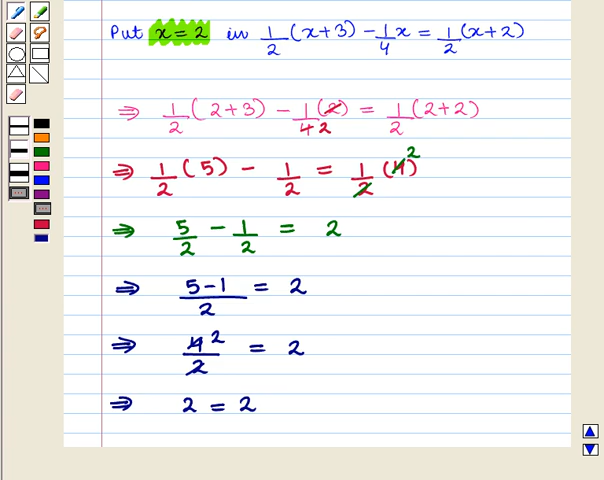 Put x = 2 in 1/2 (x+3) - 1/4 x = 1/2 (x+2)
⇒ 1/2 (2+3) - 1/4 (2) = 1/2 (2+2)
2
⇒ 1/2 (5) - 1/2 = 1/2 (4) 2
⇒ 5/2 - 1/2 = 2
⇒ (5-1)/2 = 2
⇒ 4/2 2 = 2
⇒ 2 = 2